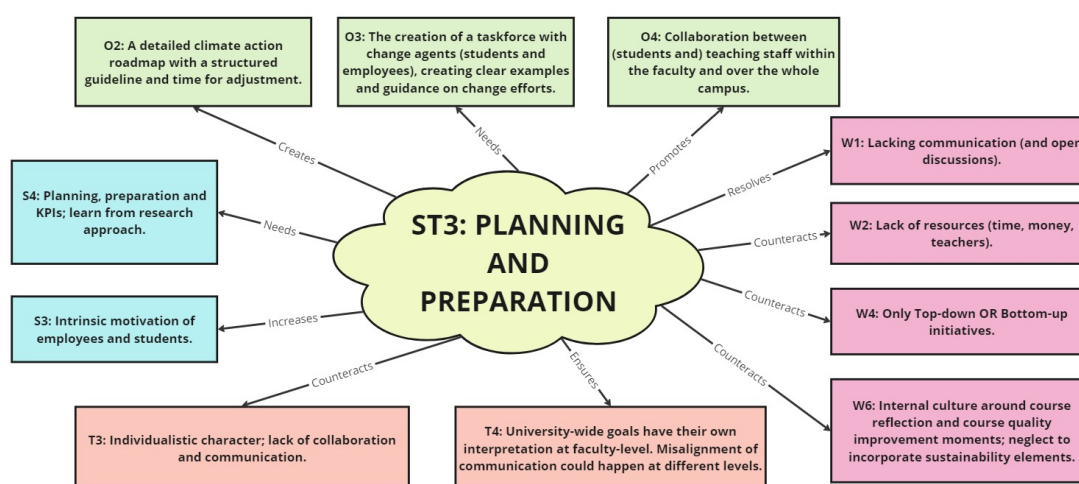 O2: A detailed climate action
roadmap with a structured
guideline and time for adjustment.
O3: The creation of a taskforce with
change agents (students and
employees), creating clear examples
and guidance on change efforts.
O4: Collaboration between
(students and) teaching staff within
the faculty and over the whole
campus.
Creates
Needs
Promotes
W1: Lacking communication (and open
discussions).
Resolves
S4: Planning, preparation and
KPIs; learn from research
approach.
Needs
ST3: PLANNING
AND
PREPARATION
Counteracts
W2: Lack of resources (time, money,
teachers).
S3: Intrinsic motivation of
employees and students.
Increases
Counteracts
W4: Only Top-down OR Bottom-up
initiatives.
Counteracts
Ensures
Counteracts
T3: Individualistic character; lack of collaboration
and communication.
T4: University-wide goals have their own
interpretation at faculty-level. Misalignment of
communication could happen at different levels.
W6: Internal culture around course
reflection and course quality
improvement moments; neglect to
incorporate sustainability elements.